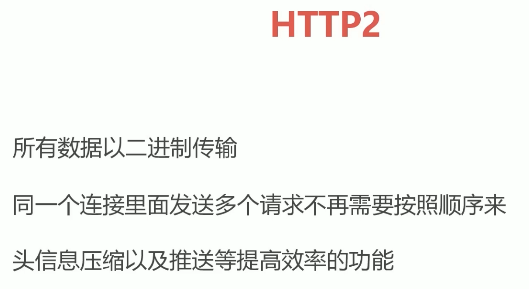 HTTP2
所有数据以二进制传输
同一个连接里面发送多个请求不再需要按照顺序来
头信息压缩以及推送等提高效率的功能